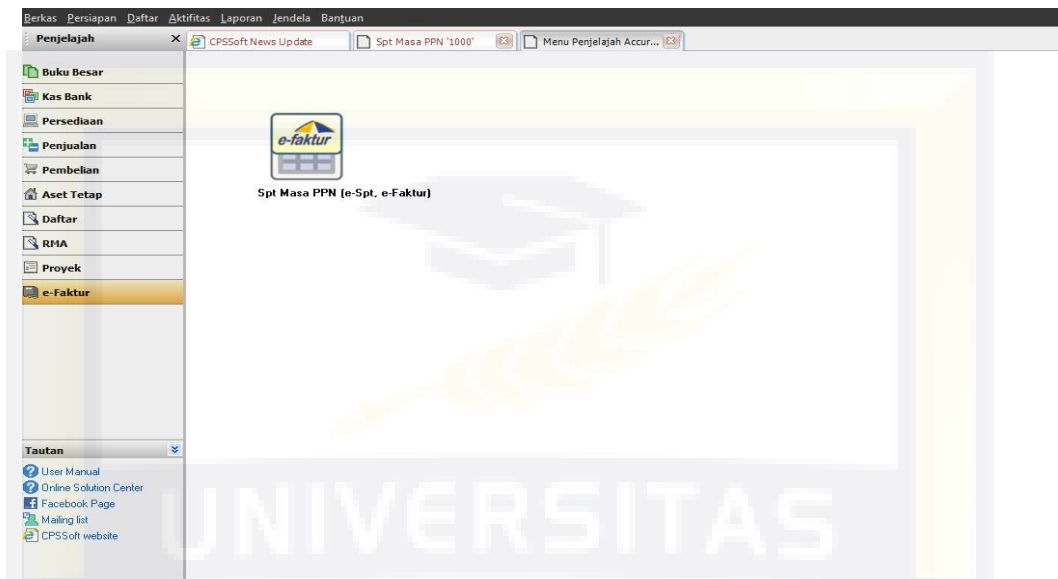 Berkas Persiapan Daftar Aktifitas Laporan Jendela Bantuan
Penjelajah
CPSSoft News Update
Spt Masa PPN '1000'
Menu Penjelajah Accur...
Buku Besar
Kas Bank
Persediaan
Penjualan
Pembelian
Aset Tetap
Daftar
RMA
Proyek
e-Faktur
e-faktur
Spt Masa PPN (e-Spt, e-Faktur)
Tautan
User Manual
Online Solution Center
Facebook Page
Mailing list
CPSSoft website
UNIVERSITAS